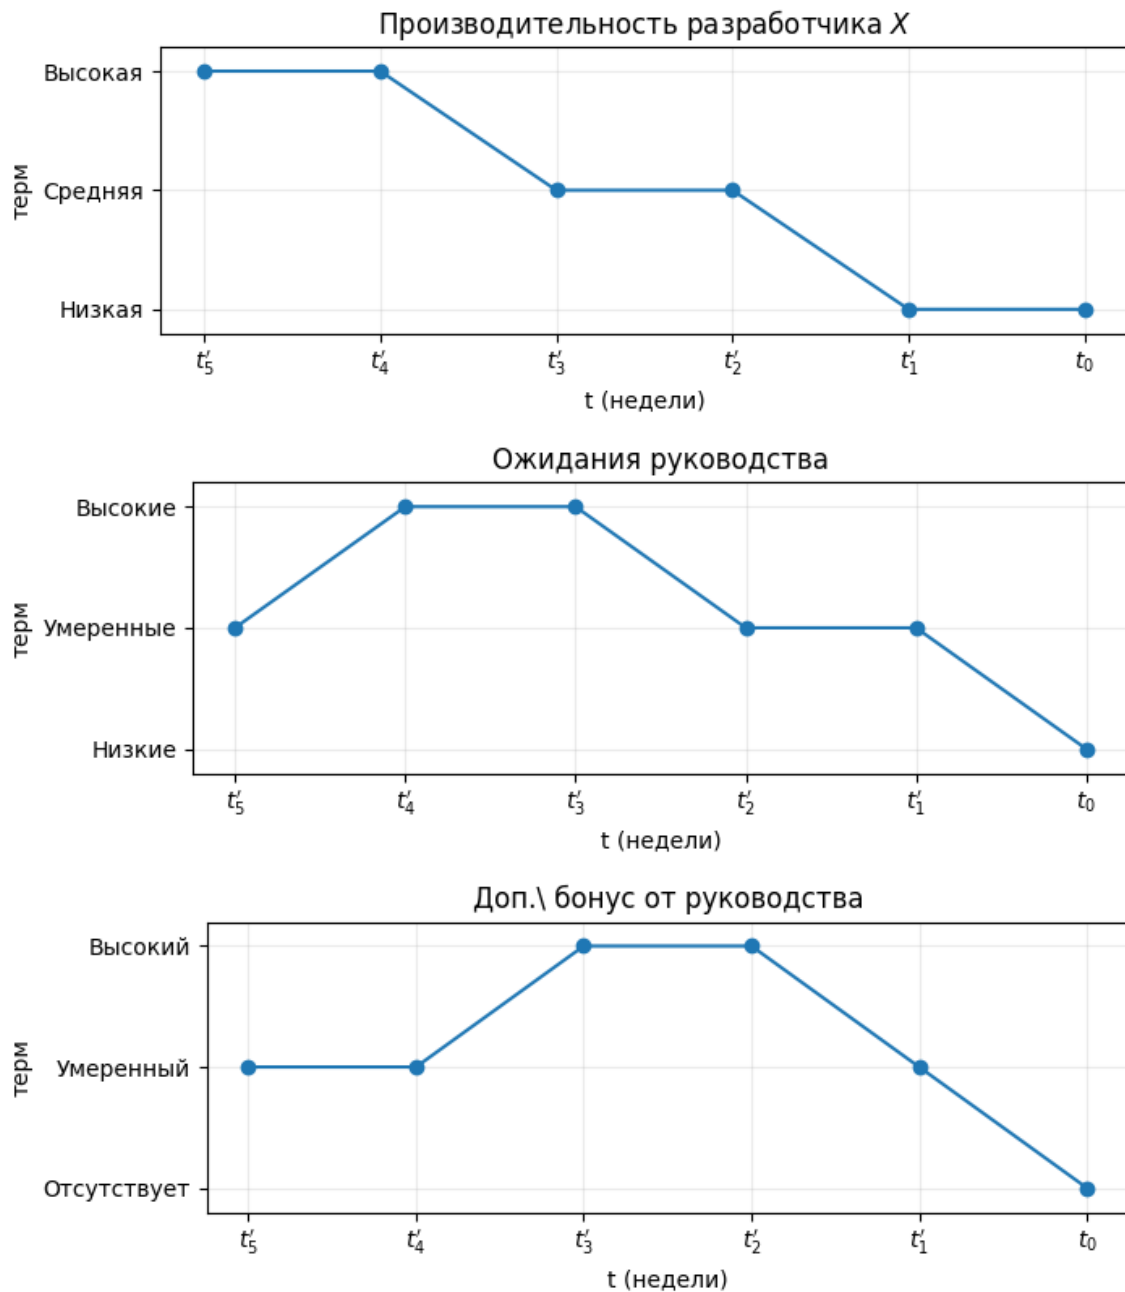 Производительность разработчика X
Высокая
Средняя
Низкая
терм
t′5 t′4 t′3 t′2 t′1 t0
t (недели)
Ожидания руководства
Высокие
Умеренные
Низкие
терм
t′5 t′4 t′3 t′2 t′1 t0
t (недели)
Доп.\ бонус от руководства
Высокий
Умеренный
Отсутствует
терм
t′5 t′4 t′3 t′2 t′1 t0
t (недели)